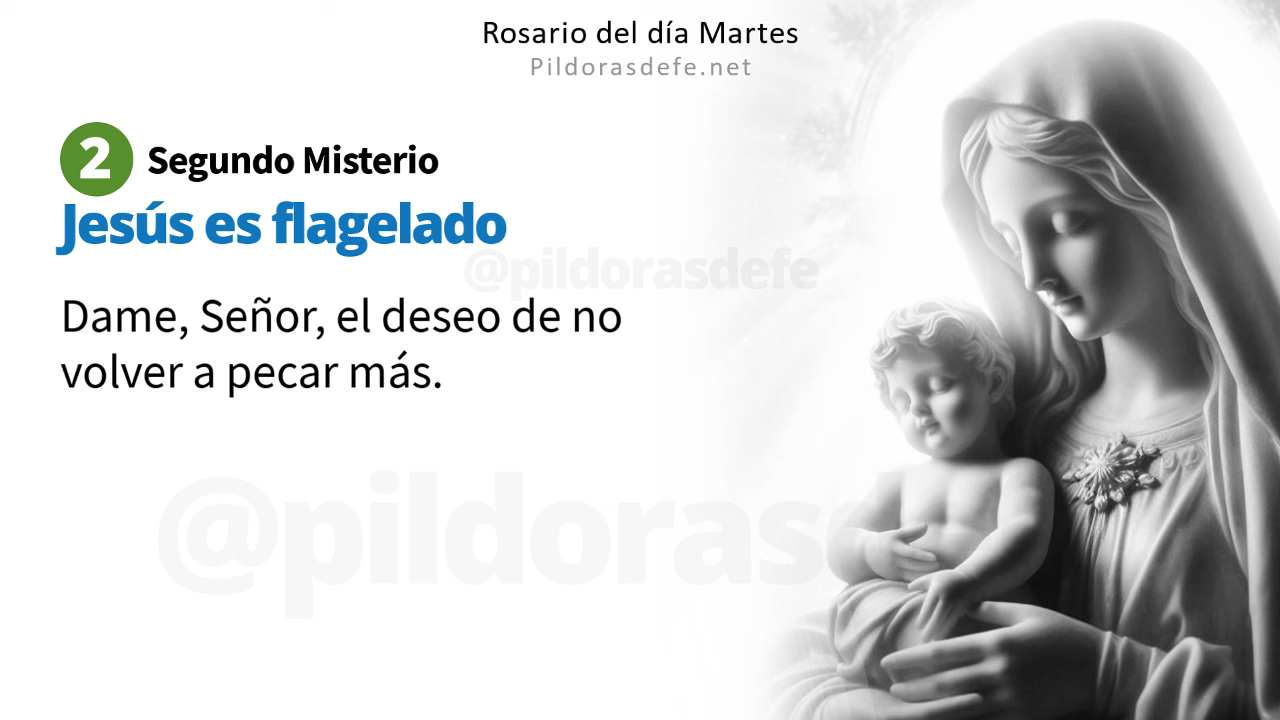 Rosario del día Martes
Pildorasdefe.net
2 Segundo Misterio
Jesús es flagelado
@pildorasdefe
Dame, Señor, el deseo de no
volver a pecar más.
@pildorasde